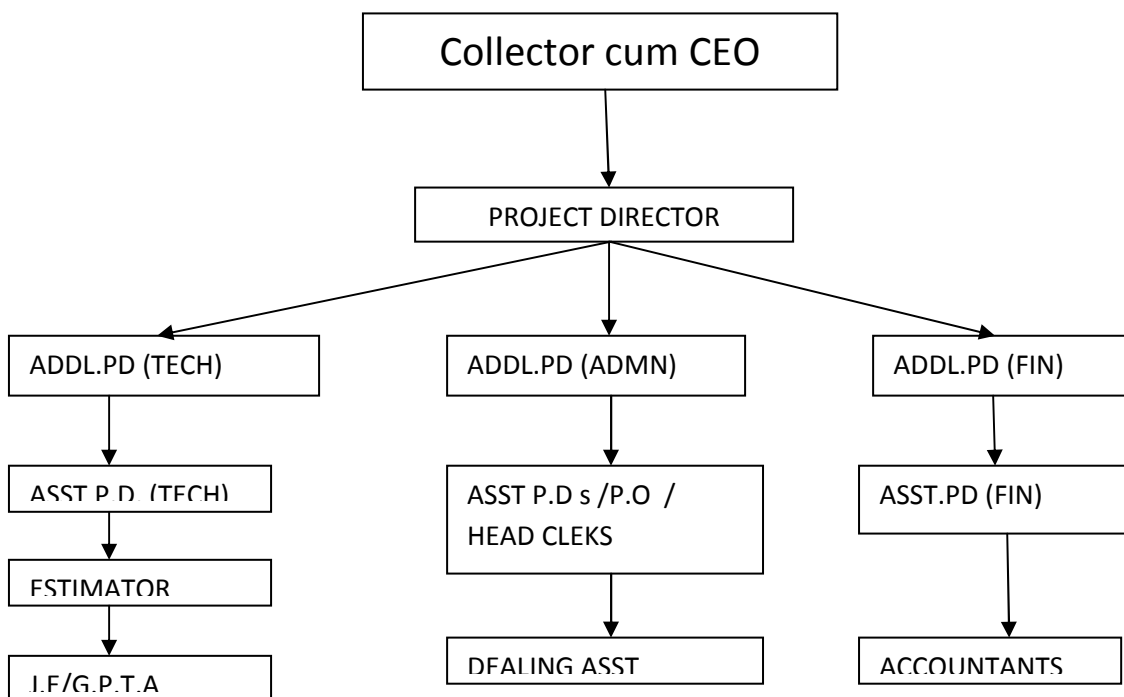 Collector cum CEO
PROJECT DIRECTOR
ADDL.PD (TECH)
ADDL.PD (ADMN)
ADDL.PD (FIN)
ASST P.D (TECH)
ASST P.D s /P.O /
HEAD CLEKS
ASST.PD (FIN)
ESTIMATOR
J.E/G.P.T.A
DEALING ASST
ACCOUNTANTS